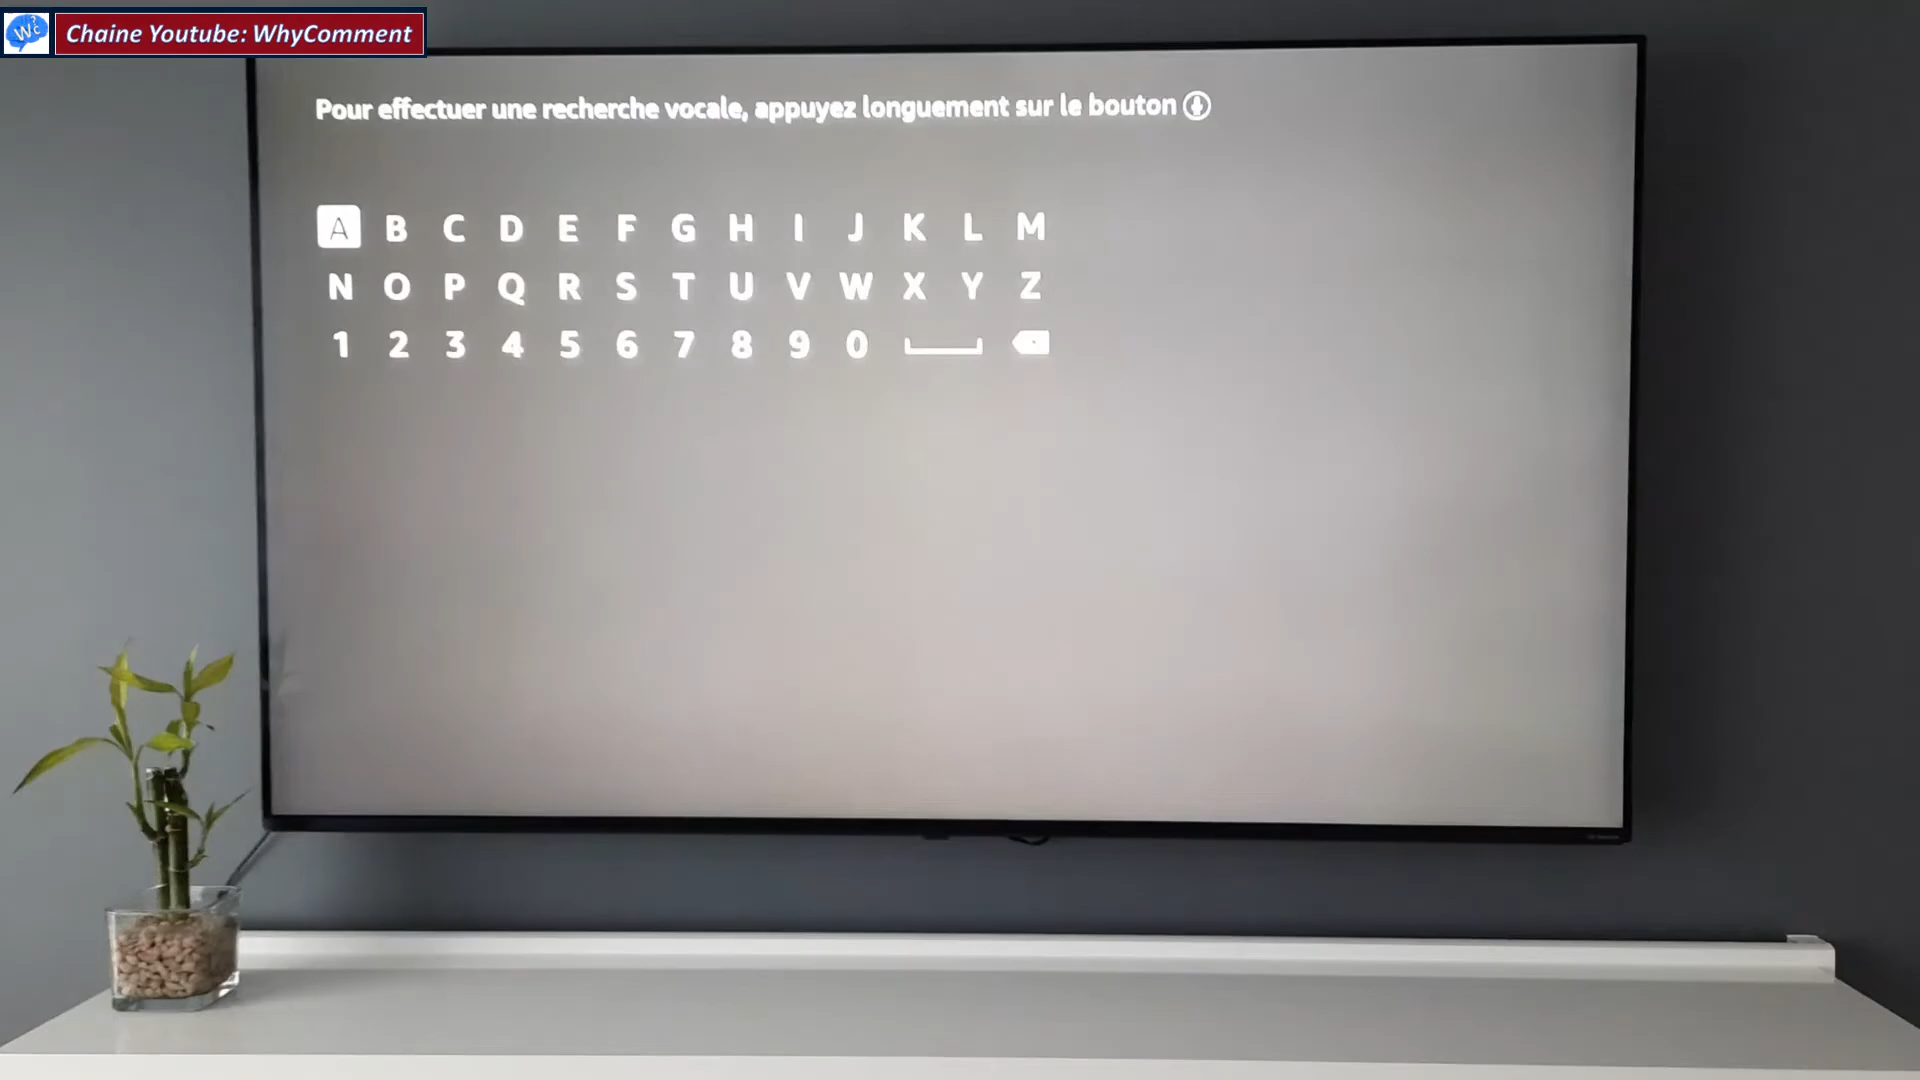 Wc?
Chaine Youtube: WhyComment
Pour effectuer une recherche vocale, appuyez longuement sur le bouton
A B C D E F G H I J K L M
N O P Q R S T U V W X Y Z
1 2 3 4 5 6 7 8 9 0